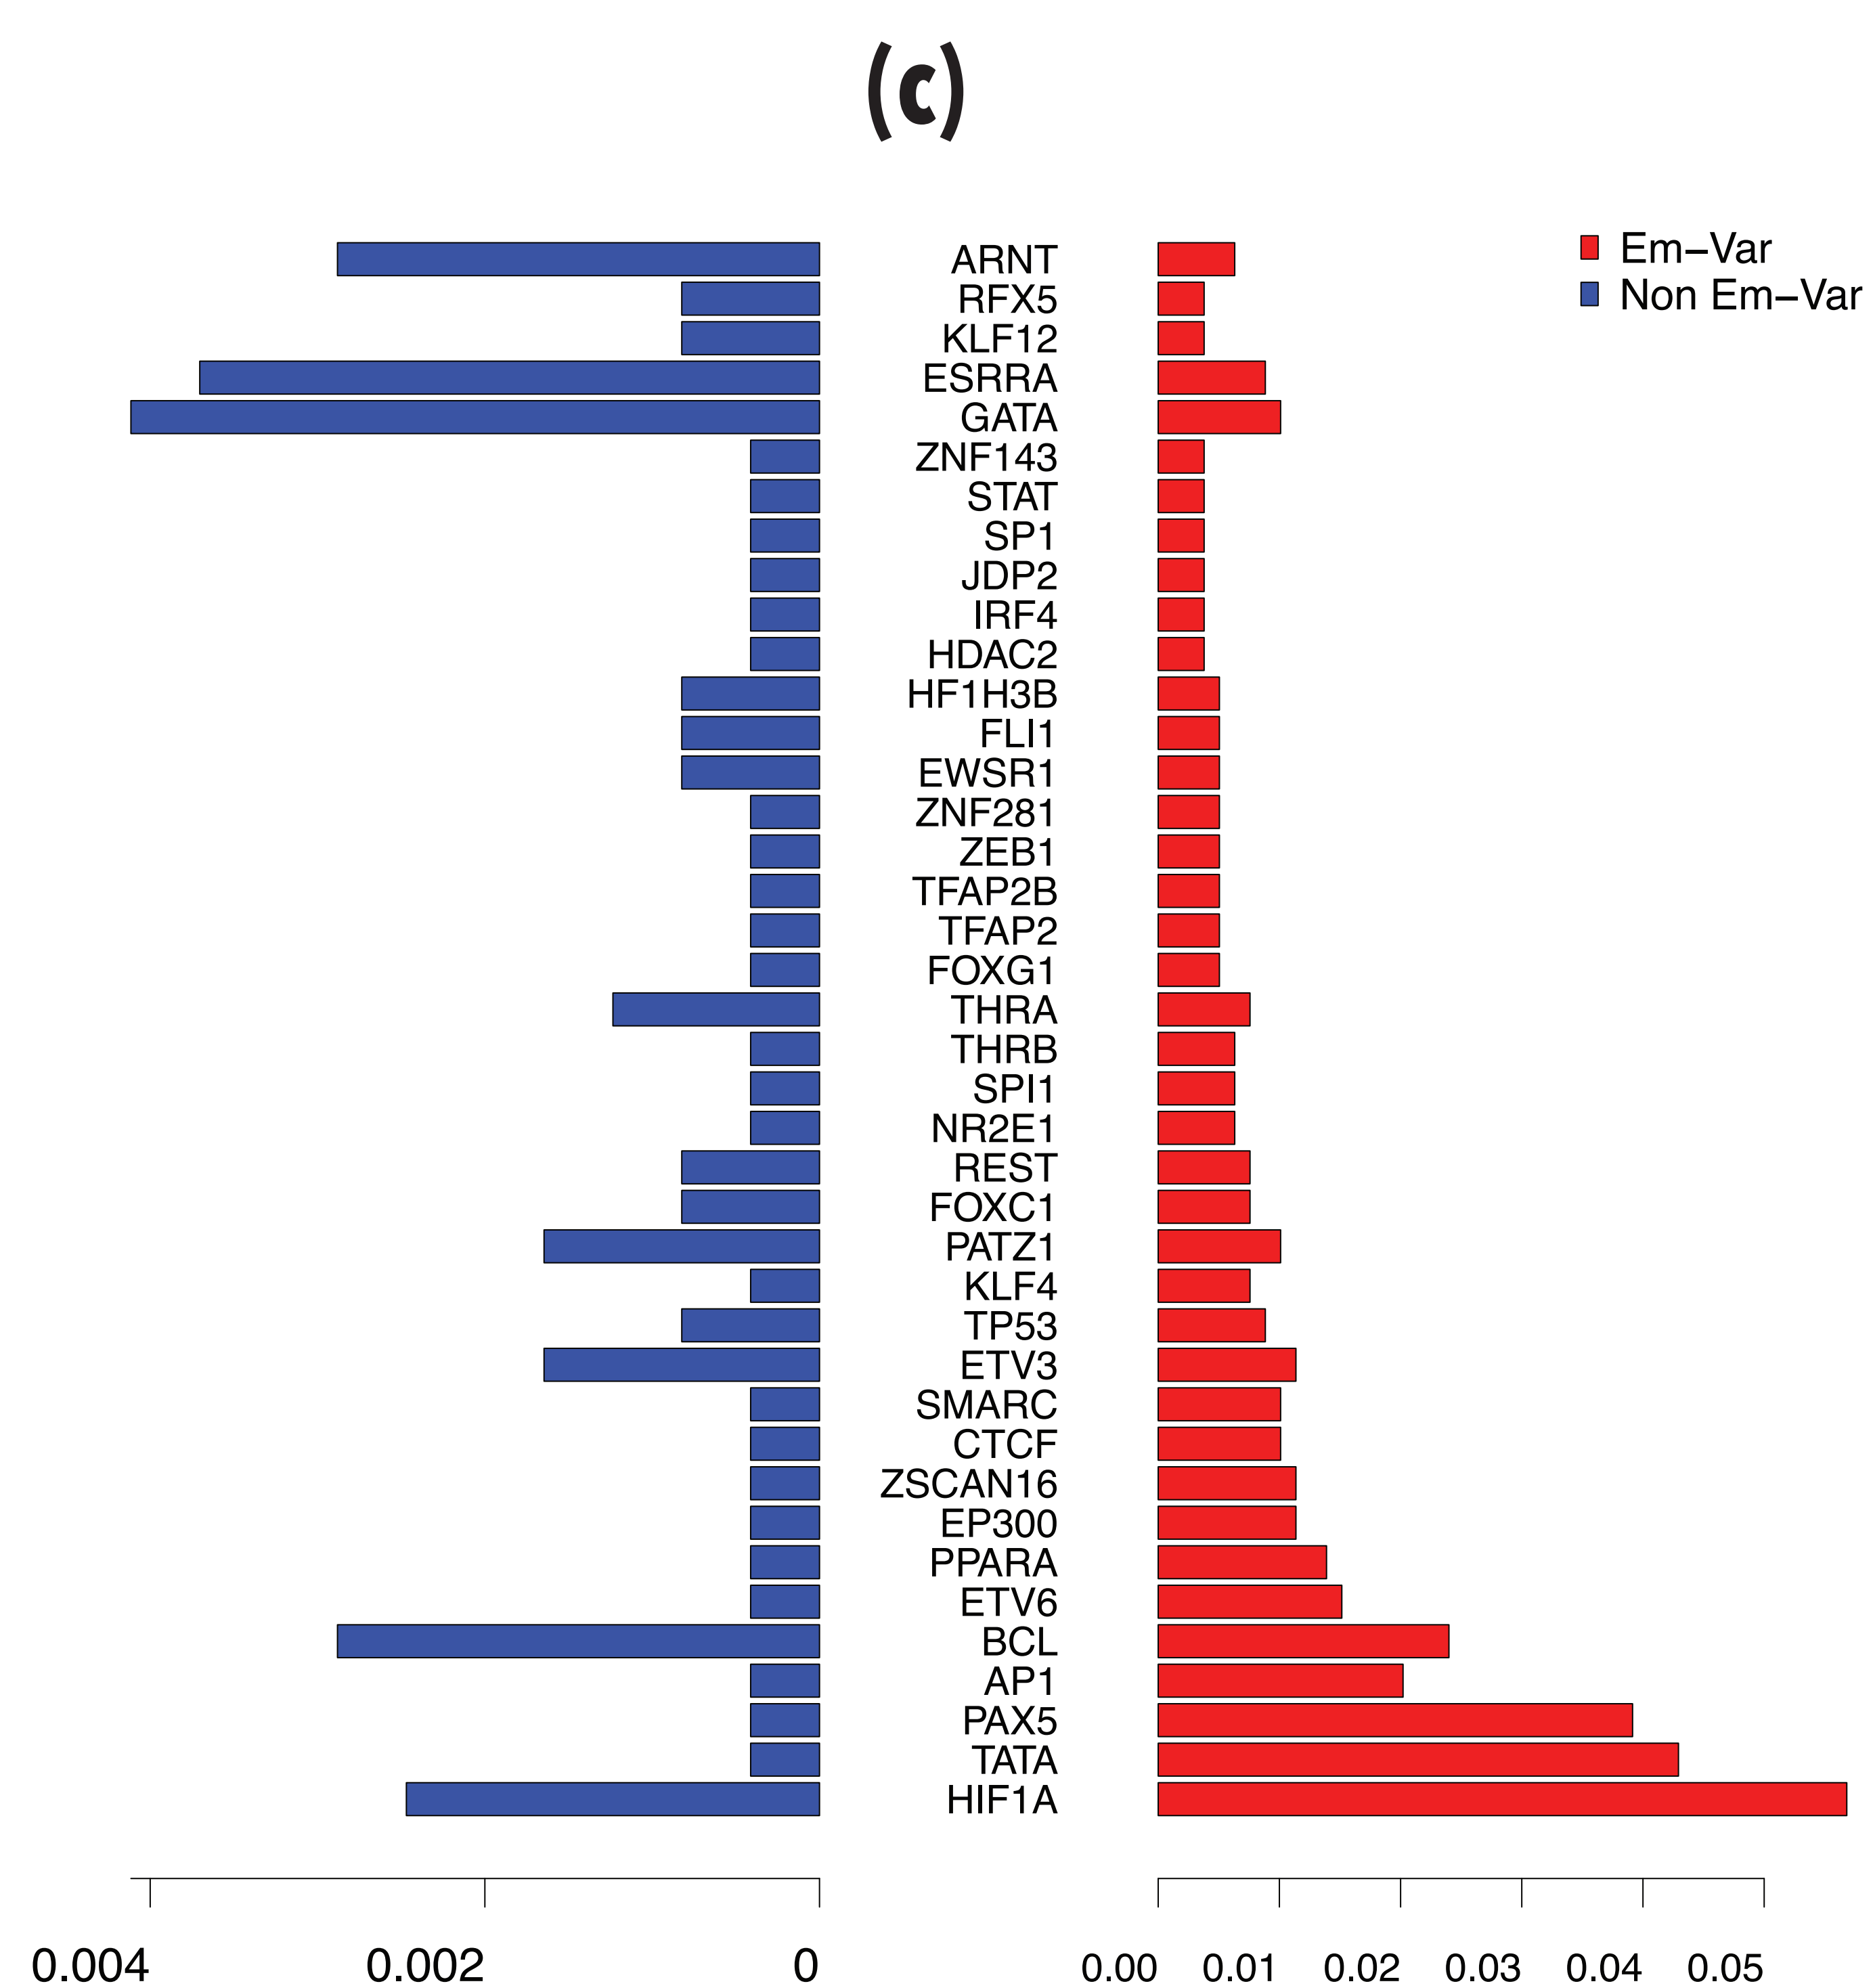 (c)
Em-Var
Non Em-Var
ARNT
RFX5
KLF12
ESRRA
GATA
ZNF143
STAT
SP1
JDP2
IRF4
HDAC2
HF1H3B
FLI1
EWSR1
ZNF281
ZEB1
TFAP2B
TFAP2
FOXG1
THRA
THRB
SPI1
NR2E1
REST
FOXC1
PATZ1
KLF4
TP53
ETV3
SMARC
CTCF
ZSCAN16
EP300
PPARA
ETV6
BCL
AP1
PAX5
TATA
HIF1A
0.004 0.002 0
0.00 0.01 0.02 0.03 0.04 0.05